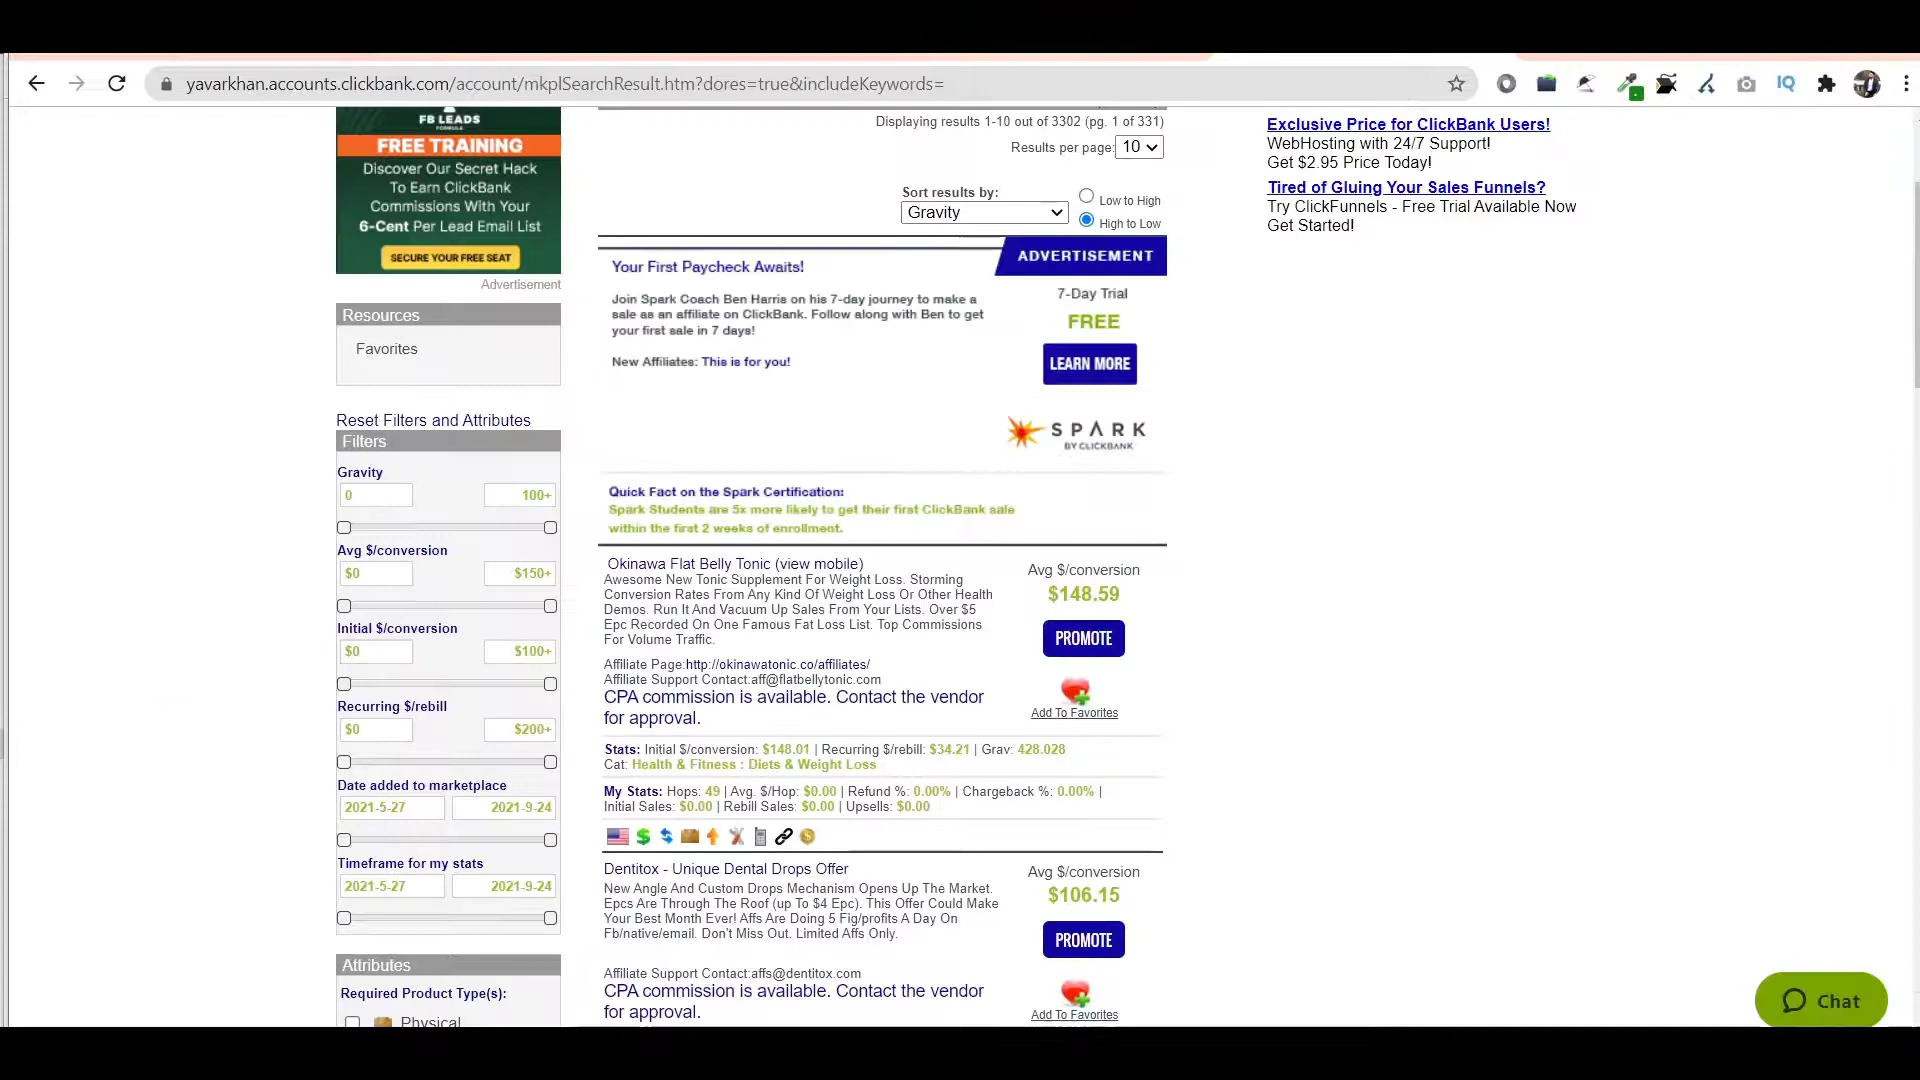 yavarkhan.accounts.clickbank.com/account/mkplSearchResult.htm?dores=true&includeKeywords=
IQ
FB LEADS
FORMULA
FREE TRAINING
Discover Our Secret Hack
To Earn ClickBank
Commissions With Your
6-Cent Per Lead Email List
SECURE YOUR FREE SEAT
Advertisement
Resources
Favorites
Reset Filters and Attributes
Filters
Gravity
0 100+
Avg $/conversion
$0 $150+
Initial $/conversion
$0 $100+
Recurring $/rebill
$0 $200+
Date added to marketplace
2021-5-27 2021-9-24
Timeframe for my stats
2021-5-27 2021-9-24
Attributes
Required Product Type(s):
Physical
Displaying results 1-10 out of 3302 (pg. 1 of 331)
Results per page: 10
Sort results by:
Gravity
Low to High
High to Low
ADVERTISEMENT
Your First Paycheck Awaits!
Join Spark Coach Ben Harris on his 7-day journey to make a
sale as an affiliate on ClickBank. Follow along with Ben to get
your first sale in 7 days!
New Affiliates: This is for you!
7-Day Trial
FREE
LEARN MORE
SPARK
BY CLICKBANK
Quick Fact on the Spark Certification:
Spark Students are 5x more likely to get their first ClickBank sale
within the first 2 weeks of enrollment.
Okinawa Flat Belly Tonic (view mobile)
Awesome New Tonic Supplement For Weight Loss. Storming
Conversion Rates From Any Kind Of Weight Loss Or Other Health
Demos. Run It And Vacuum Up Sales From Your Lists. Over $5
Epc Recorded On One Famous Fat Loss List. Top Commissions
For Volume Traffic.
Affiliate Page:http://okinawatonic.co/affiliates/
Affiliate Support Contact:aff@flatbellytonic.com
CPA commission is available. Contact the vendor
for approval.
Avg $/conversion
$148.59
PROMOTE
Add To Favorites
Stats: Initial $/conversion: $148.01 | Recurring $/rebill: $34.21 | Grav: 428.028
Cat: Health & Fitness : Diets & Weight Loss
My Stats: Hops: 49 | Avg. $/Hop: $0.00 | Refund %: 0.00% | Chargeback %: 0.00% |
Initial Sales: $0.00 | Rebill Sales: $0.00 | Upsells: $0.00
Dentitox - Unique Dental Drops Offer
New Angle And Custom Drops Mechanism Opens Up The Market.
Epcs Are Through The Roof (up To $4 Epc). This Offer Could Make
Your Best Month Ever! Affs Are Doing 5 Fig/profits A Day On
Fb/native/email. Don't Miss Out. Limited Affs Only.
Affiliate Support Contact:affs@dentitox.com
CPA commission is available. Contact the vendor
for approval.
Avg $/conversion
$106.15
PROMOTE
Add To Favorites
Exclusive Price for ClickBank Users!
WebHosting with 24/7 Support!
Get $2.95 Price Today!
Tired of Gluing Your Sales Funnels?
Try ClickFunnels - Free Trial Available Now
Get Started!
Chat